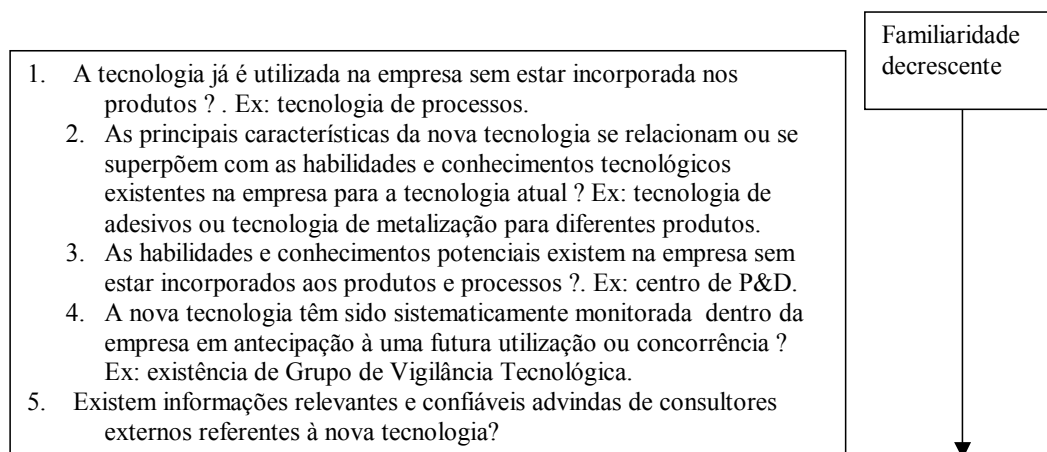 Familiaridade
decrescente
1. A tecnologia já é utilizada na empresa sem estar incorporada nos
produtos ? . Ex: tecnologia de processos.
2. As principais características da nova tecnologia se relacionam ou se
superpõem com as habilidades e conhecimentos tecnológicos
existentes na empresa para a tecnologia atual ? Ex: tecnologia de
adesivos ou tecnologia de metalização para diferentes produtos.
3. As habilidades e conhecimentos potenciais existem na empresa sem
estar incorporados aos produtos e processos ?. Ex: centro de P&D.
4. A nova tecnologia têm sido sistematicamente monitorada dentro da
empresa em antecipação à uma futura utilização ou concorrência ?
Ex: existência de Grupo de Vigilância Tecnológica.
5. Existem informações relevantes e confiáveis advindas de consultores
externos referentes à nova tecnologia?